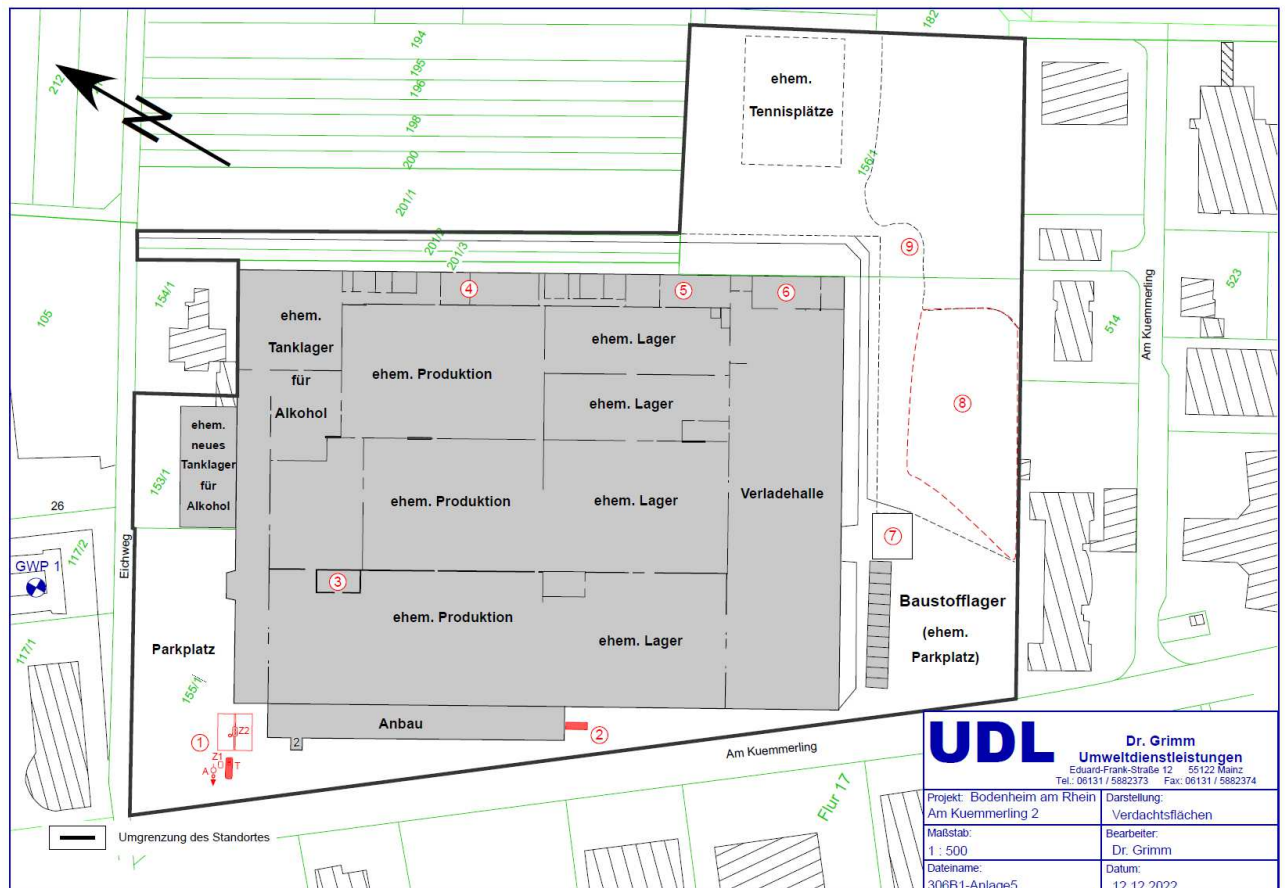 212
194
195
196
198
200
201/1
201/2
201/3
182
N
ehem.
Tennisplätze
156/1
9
105
154/1
ehem.
Tanklager
für
Alkohol
4
5
6
ehem. Produktion
ehem. Lager
ehem. Lager
514
Am Kuemmerling
523
8
ehem.
neues
Tanklager
für
Alkohol
153/1
ehem. Produktion
ehem. Lager
Verladehalle
26
117/2
GWP 1
Eichweg
7
3
ehem. Produktion
ehem. Lager
Baustofflager
(ehem.
Parkplatz)
117/1
Parkplatz
155/1
Anbau
2
2
1
Z2
Z1
A
T
Am Kuemmerling
Flur 17
Umgrenzung des Standortes
UDL
Dr. Grimm
Umweltdienstleistungen
Eduard-Frank-Straße 12 55122 Mainz
Tel.: 06131 / 5882373 Fax: 06131 / 5882374
Projekt: Bodenheim am Rhein
Am Kuemmerling 2
Darstellung:
Verdachtsflächen
Maßstab:
1 : 500
Bearbeiter:
Dr. Grimm
Dateiname:
306B1-Anlage5
Datum:
12.12.2022